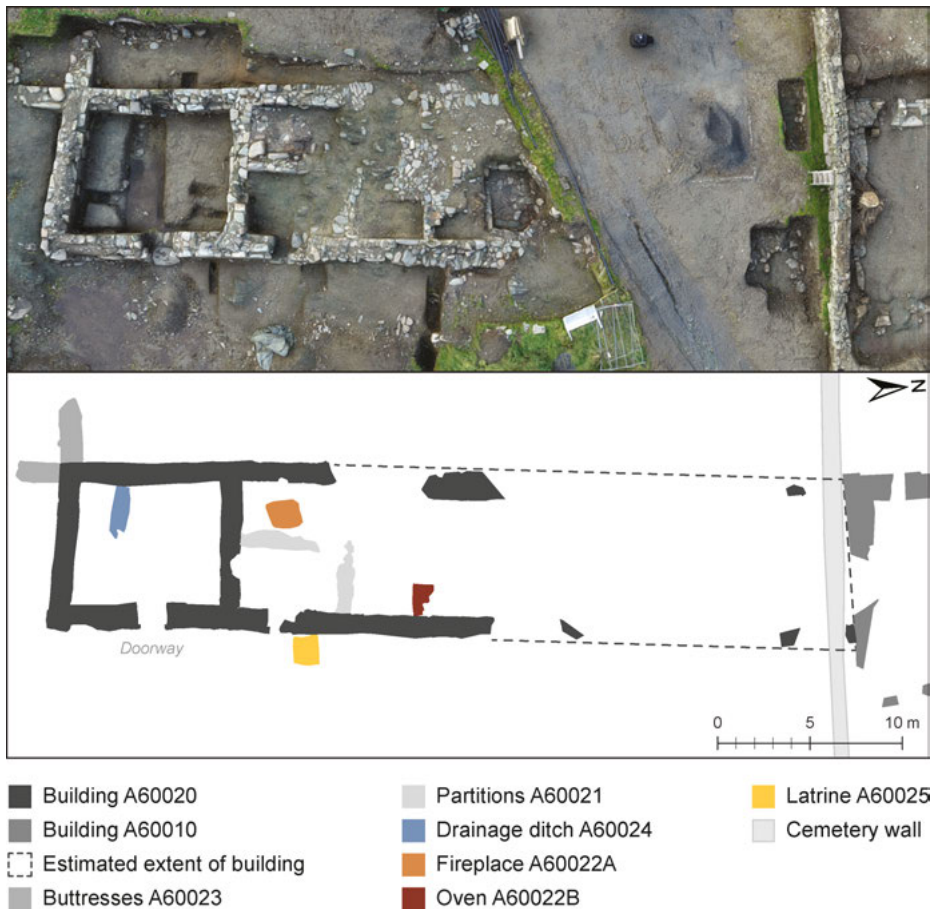 N
Doorway
0 5 10 m
Building A60020
Building A60010
Estimated extent of building
Buttresses A60023
Partitions A60021
Drainage ditch A60024
Fireplace A60022A
Oven A60022B
Latrine A60025
Cemetery wall